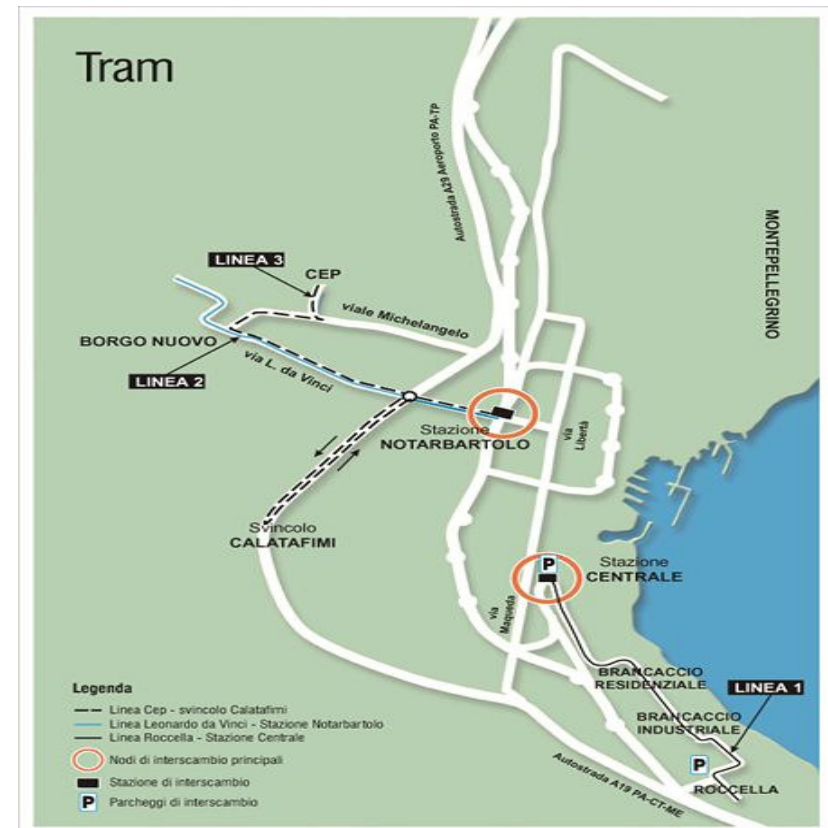 Tram
Autostrada A29 Aeroporto PA-TP
MONTEPELLEGRINO
LINEA 3
CEP
viale Michelangelo
BORGO NUOVO
LINEA 2
via L. da Vinci
Stazione
NOTARBARTOLO
via
Libertà
Svincolo
CALATAFIMI
P
Stazione
CENTRALE
via
Maqueda
BRANCACCIO
RESIDENZIALE
LINEA 1
BRANCACCIO
INDUSTRIALE
P
ROCCELLA
Autostrada A19 PA-CT-ME
Legenda
Linea Cep - svincolo Calatafimi
Linea Leonardo da Vinci - Stazione Notarbartolo
Linea Roccella - Stazione Centrale
Nodi di interscambio principali
Stazione di interscambio
P Parcheggi di interscambio